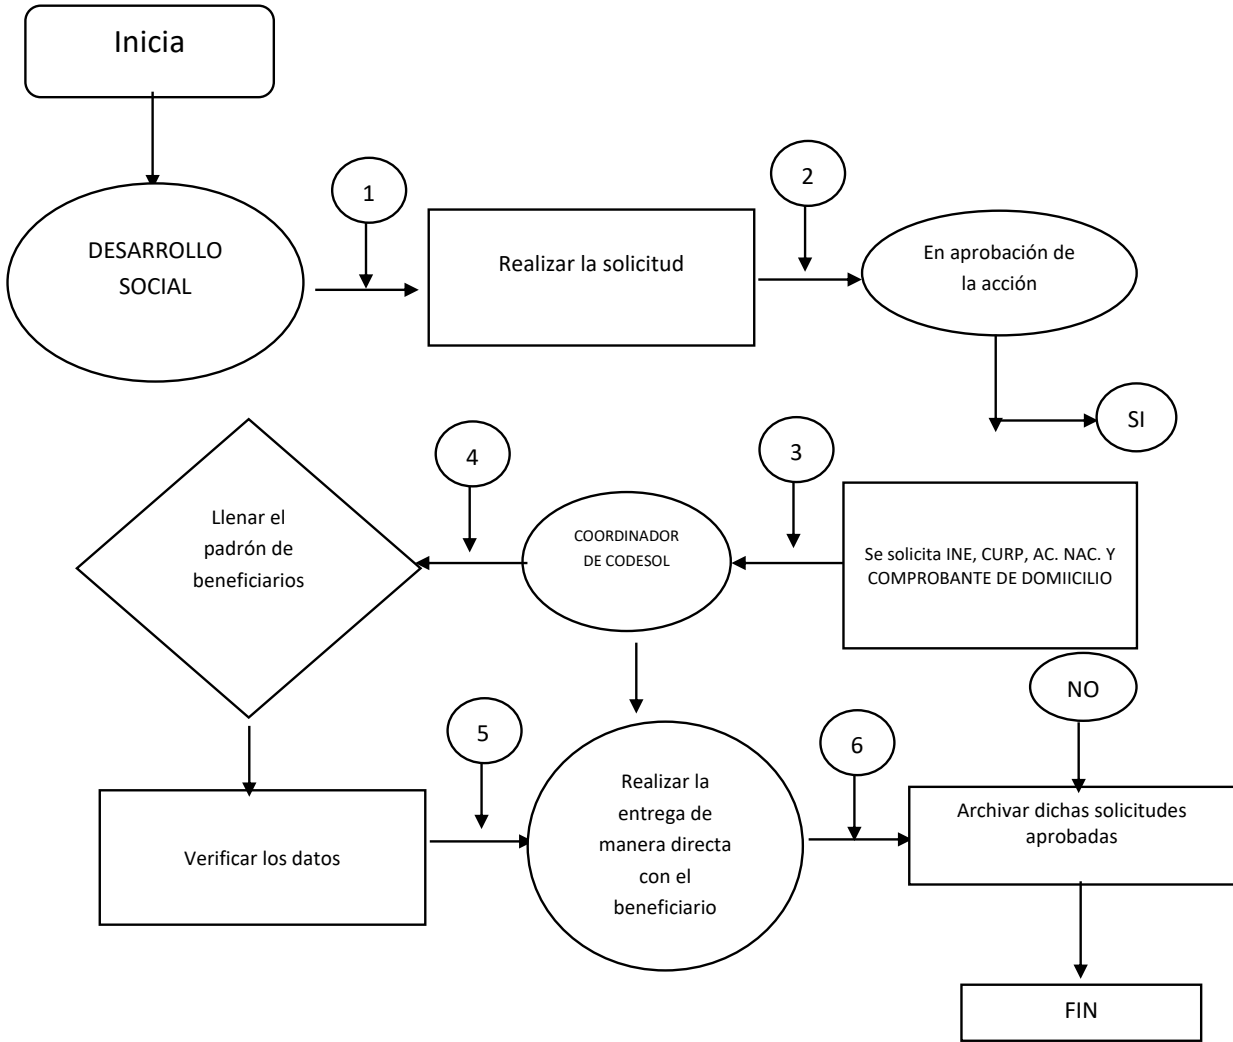 Inicia
1
2
DESARROLLO
SOCIAL
Realizar la solicitud
En aprobación de
la acción
SI
4
3
Llenar el
padrón de
beneficiarios
COORDINADOR
DE CODESOL
Se solicita INE, CURP, AC. NAC. Y
COMPROBANTE DE DOMIICILIO
NO
5
6
Verificar los datos
Realizar la
entrega de
manera directa
con el
beneficiario
Archivar dichas solicitudes
aprobadas
FIN